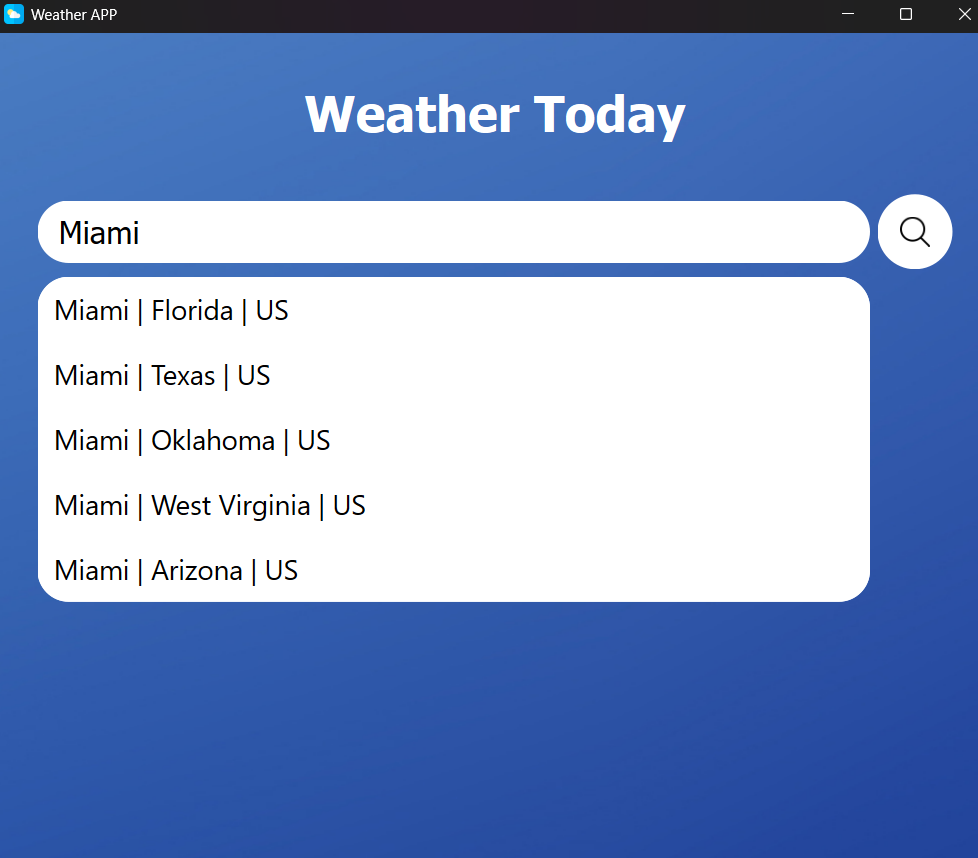 Weather APP
Weather Today
Miami
Miami | Florida | US
Miami | Texas | US
Miami | Oklahoma | US
Miami | West Virginia | US
Miami | Arizona | US